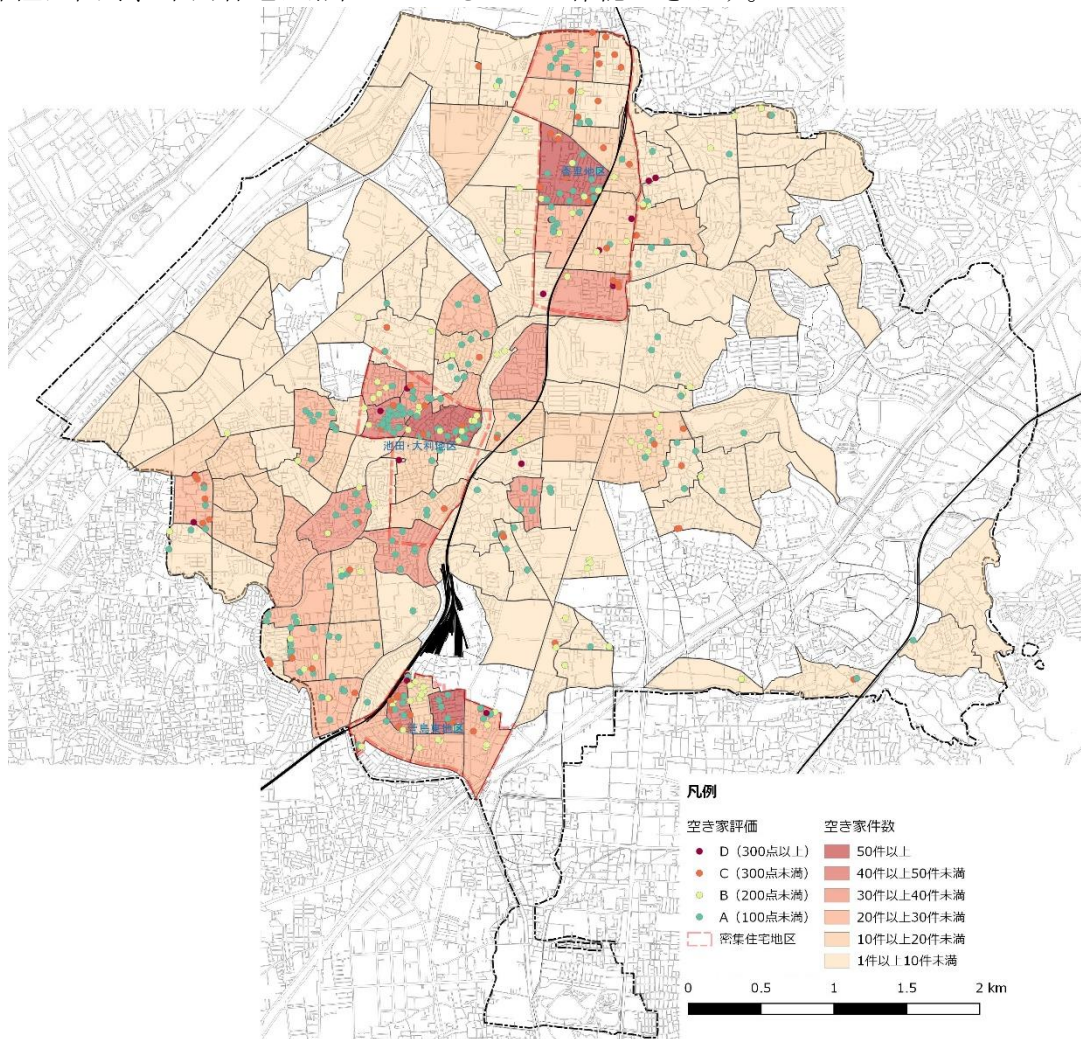 香里地区
池田・大利地区
萱島東地区
凡例
空き家評価
D（300点以上）
C（300点未満）
B（200点未満）
A（100点未満）
密集住宅地区
空き家件数
50件以上
40件以上50件未満
30件以上40件未満
20件以上30件未満
10件以上20件未満
1件以上10件未満
0 0.5 1 1.5 2 km